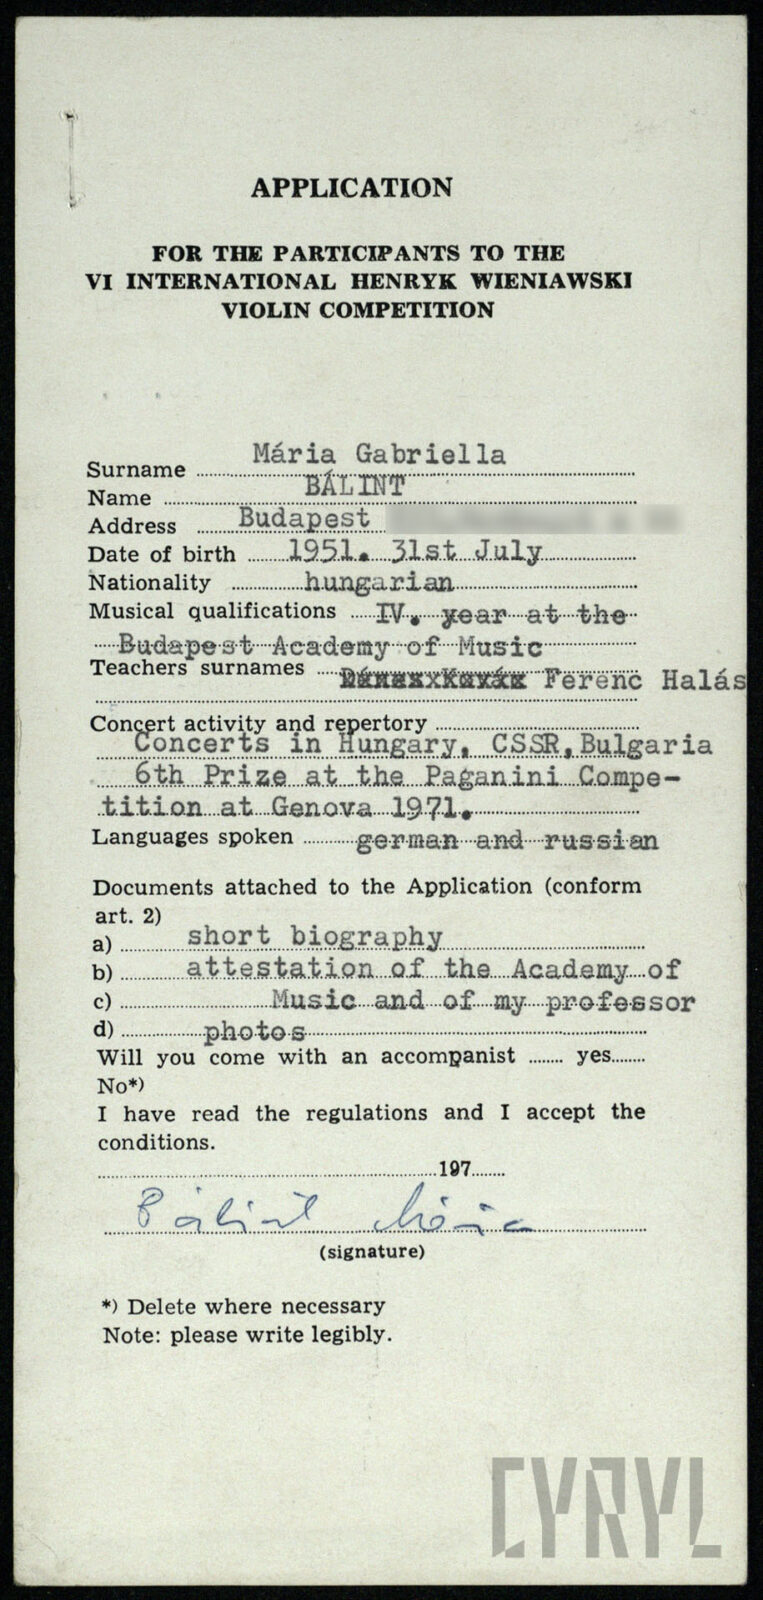 APPLICATION
FOR THE PARTICIPANTS TO THE
VI INTERNATIONAL HENRYK WIENIAWSKI
VIOLIN COMPETITION
Surname Mária Gabriella
Name BÁLINT
Address Budapest
Date of birth 1951. 31st July
Nationality hungarian
Musical qualifications IV. year at the
Budapest Academy of Music
Teachers surnames Ferenc Halás
Concert activity and repertory
Concerts in Hungary, CSSR, Bulgaria
6th Prize at the Paganini Compe-
tition at Genova 1971.
Languages spoken german and russian
Documents attached to the Application (conform
art. 2)
a) short biography
b) attestation of the Academy of
c) Music and of my professor
d) photos
Will you come with an accompanist ....... yes.......
No*)
I have read the regulations and I accept the
conditions.
197
Bálint Mária
(signature)
*) Delete where necessary
Note: please write legibly.
CYRYL